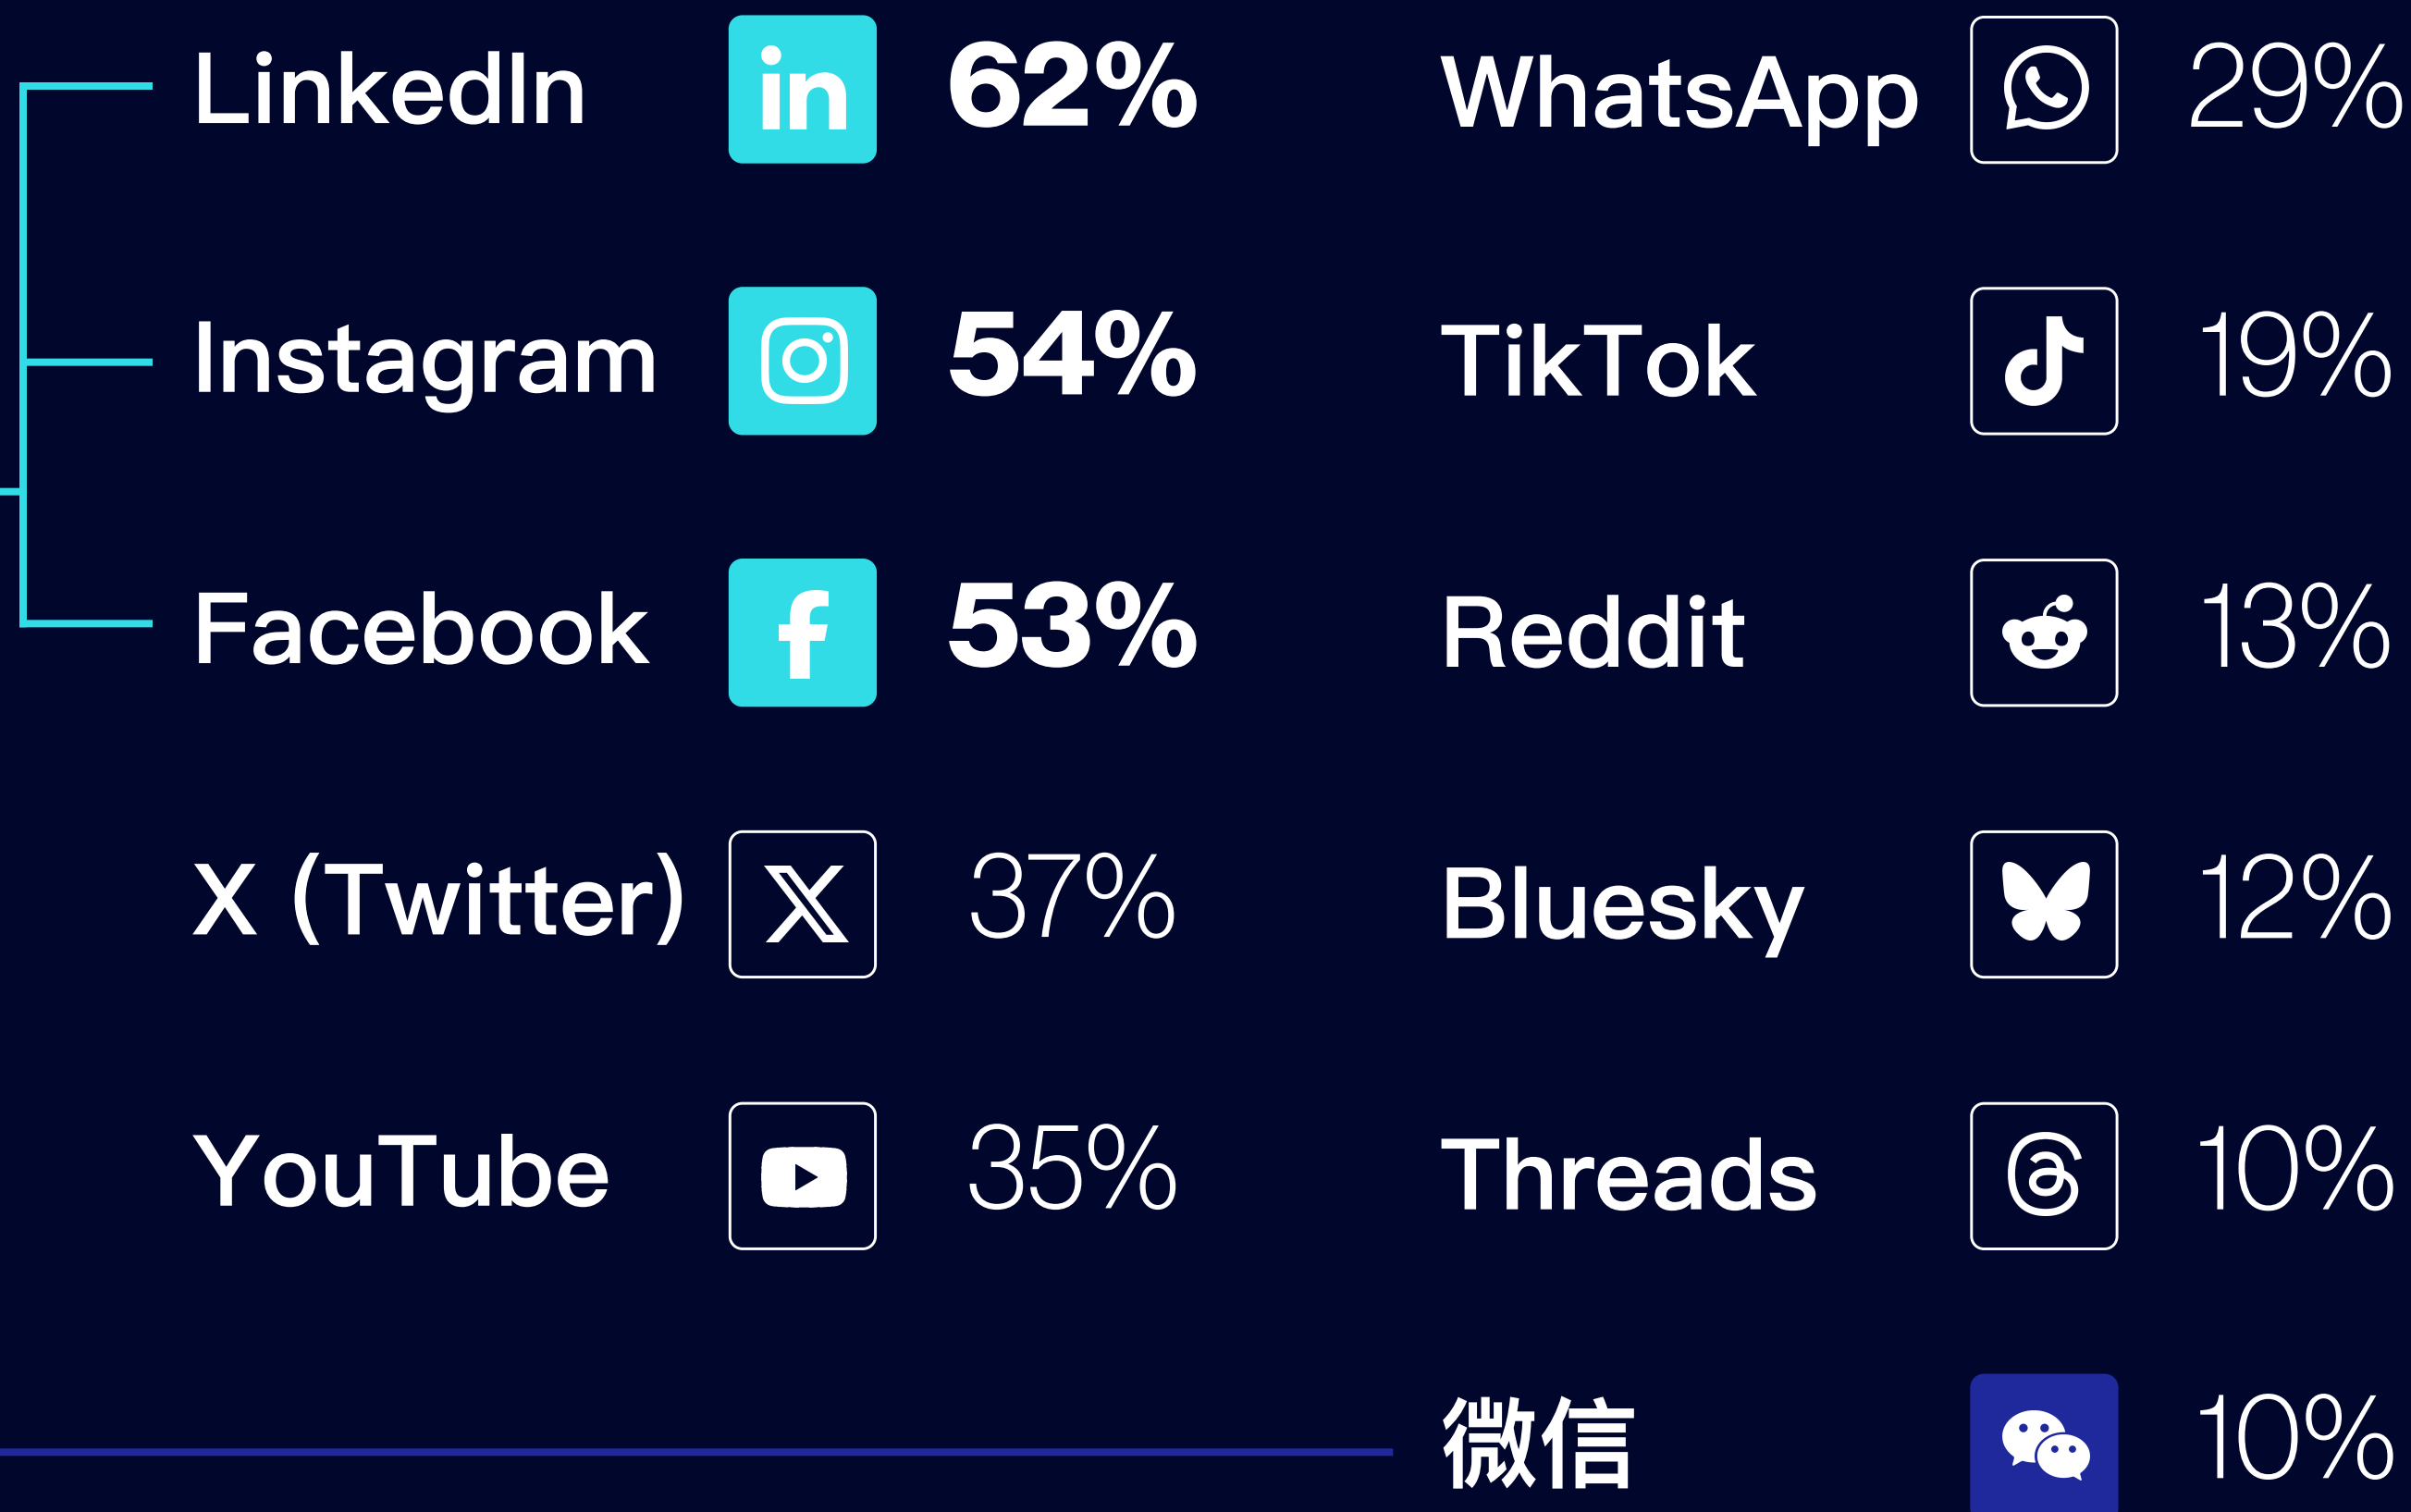 LinkedIn 62%
Instagram 54%
Facebook 53%
X (Twitter) 37%
YouTube 35%
WhatsApp 29%
TikTok 19%
Reddit 13%
Bluesky 12%
Threads 10%
微信 10%